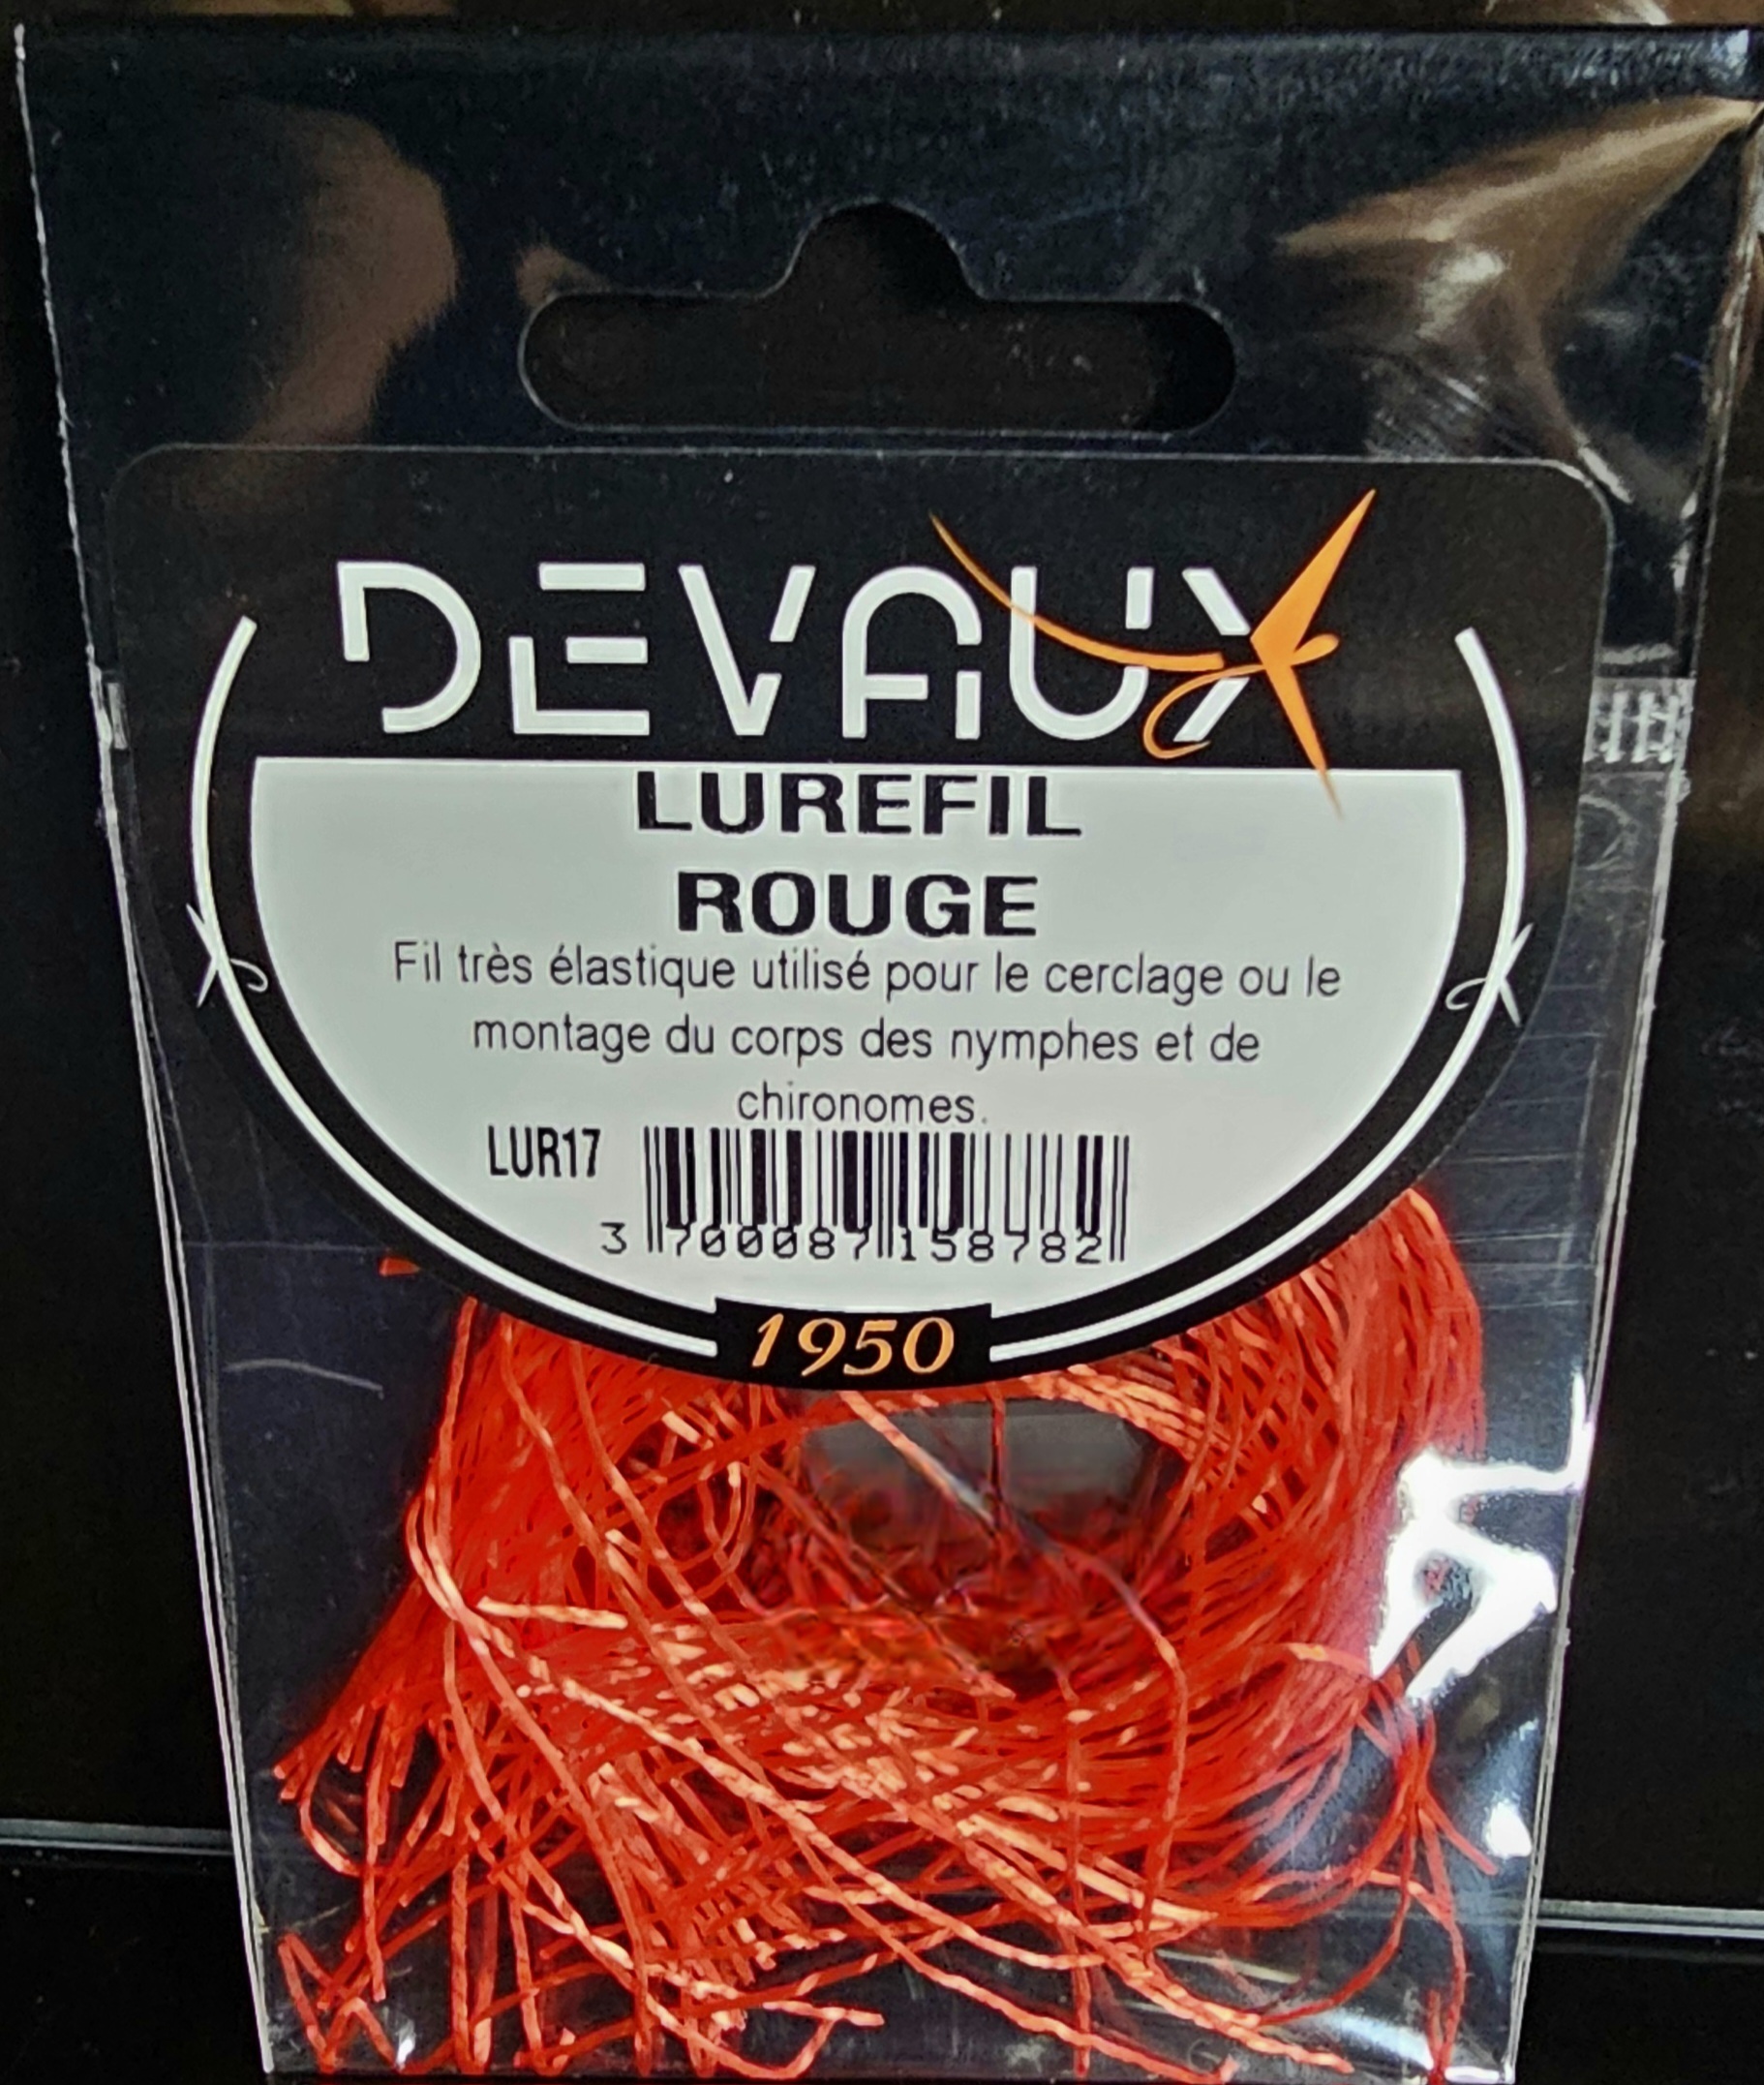 DEVAUX
LUREFIL
ROUGE
Fil très élastique utilisé pour le cerclage ou le
montage du corps des nymphes et de
chironomes.
LUR17
3 700087 158782
1950